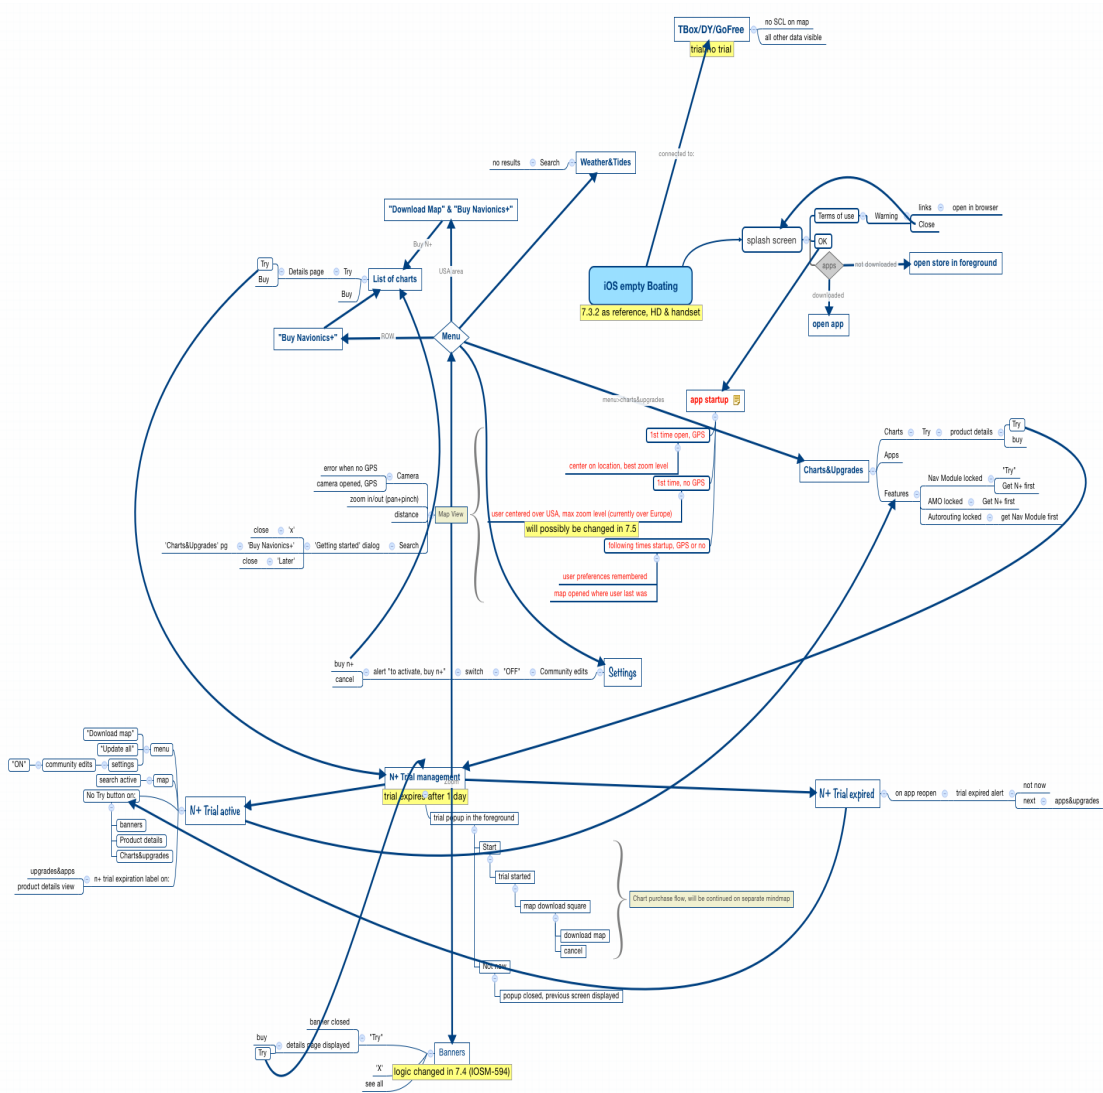 TBox/DY/GoFree
no SCL on map
all other data visible
trial/no trial
connected to:
no results
Search
Weather&Tides
"Download Map" & "Buy Navionics+"
Buy N+
USA area
Try
Buy
Details page
Try
Buy
List of charts
"Buy Navionics+"
ROW
Menu
iOS empty Boating
7.3.2 as reference, HD & handset
splash screen
Terms of use
Warning
links
open in browser
Close
OK
apps
not downloaded
open store in foreground
downloaded
open app
menu>charts&upgrades
app startup
1st time open, GPS
center on location, best zoom level
1st time, no GPS
user centered over USA, max zoom level (currently over Europe)
will possibly be changed in 7.5
following times startup, GPS or no
user preferences remembered
map opened where user last was
Charts&Upgrades
Charts
Try
product details
Try
buy
Apps
Features
Nav Module locked
"Try"
Get N+ first
AMO locked
Get N+ first
Autorouting locked
get Nav Module first
error when no GPS
camera opened, GPS
Camera
zoom in/out (pan+pinch)
distance
Map View
close
'x'
'Charts&Upgrades' pg
'Buy Navionics+'
'Getting started' dialog
Search
close
'Later'
buy n+
cancel
alert "to activate, buy n+"
switch
"OFF"
Community edits
Settings
"Download map"
"Update all"
menu
"ON"
community edits
settings
search active
map
No Try button on:
banners
Product details
Charts&upgrades
upgrades&apps
product details view
n+ trial expiration label on:
N+ Trial active
N+ Trial management
trial expires after 1 day
trial popup in the foreground
Start
trial started
map download square
download map
cancel
Chart purchase flow, will be continued on separate mindmap
Not now
popup closed, previous screen displayed
N+ Trial expired
on app reopen
trial expired alert
not now
next
apps&upgrades
banner closed
buy
details page displayed
"Try"
Try
'X'
see all
Banners
logic changed in 7.4 (IOSM-594)